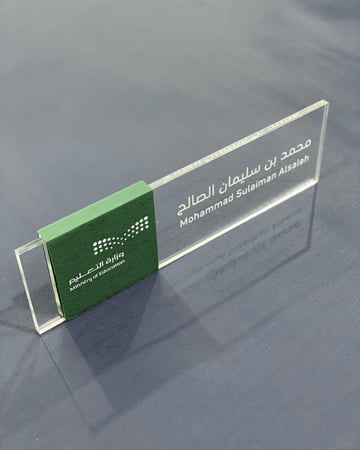 محمد بن سليمان الصالح
Mohammad Sulaiman Alsaleh
وزارة التعليم
Ministry of Education